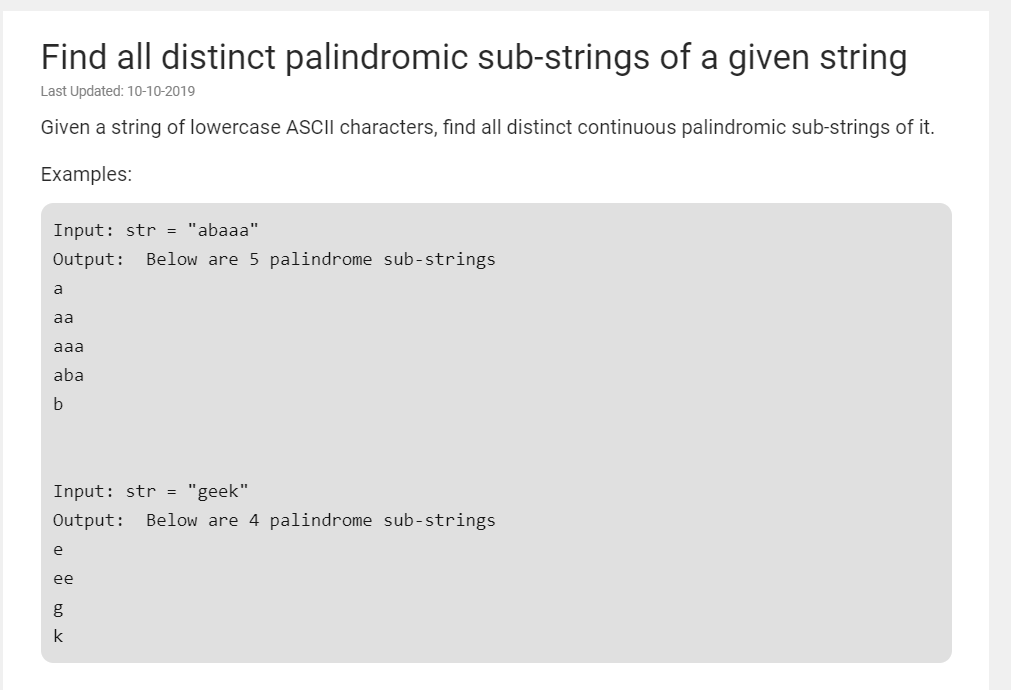 Find all distinct palindromic sub-strings of a given string
Last Updated: 10-10-2019
Given a string of lowercase ASCII characters, find all distinct continuous palindromic sub-strings of it.
Examples:
Input: str = "abaaa"
Output:  Below are 5 palindrome sub-strings
a
aa
aaa
aba
b
Input: str = "geek"
Output:  Below are 4 palindrome sub-strings
e
ee
g
k